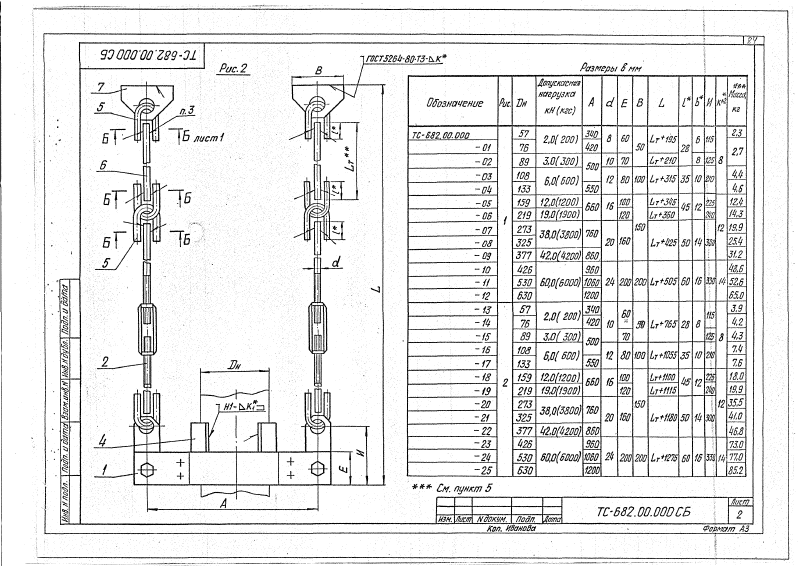 27
ТС-682.00.000 СБ
Рис.2
ГОСТ 5264-80-Т3-△К*
В
7
5
п.3
Б Б лист 1
6
Б Б
Б Б
5
2
4
1
l*
Lт**
l*
l*
d
L
Dн
Н1-△К₁*
И
Е
А
Размеры в мм
Обозначение Рис. Dн Допускаемая нагрузка кН (кгс) А d Е В L l* Б* И К** Масса, кг
ТС-682.00.000 57 2,0(200) 340 8 60 50 Lт+195 28 6 115 8 2.3
-01 76 420 2,7
-02 89 3.0(300) 500 10 70 Lт+210 8 125
-03 108 6,0(600) 12 80 100 Lт+315 35 10 210 4.4
-04 133 550 4.6
-05 1 159 12.0(1200) 660 16 100 150 Lт+345 45 12 225 12 12.4
-06 219 19.0(1900) 120 Lт+360 240 14.3
-07 273 38,0(3800) 760 20 160 Lт+425 50 14 300 19.9
-08 325 25.4
-09 377 42.0(4200) 860 31.2
-10 426 60,0(6000) 960 24 200 200 Lт+505 60 16 330 14 48,6
-11 530 1060 52.6
-12 630 1200 65.0
-13 2 57 2,0(200) 340 10 60 Lт+765 28 8 115 8 3.9
-14 76 420 4.2
-15 89 3.0(300) 500 70 125 4.3
-16 108 6,0(600) 12 80 100 Lт+1055 35 10 210 7.4
-17 133 550 7.6
-18 159 12.0(1200) 660 16 100 150 Lт+1100 45 12 225 12 18.0
-19 219 19.0(1900) 120 Lт+1115 240 19.9
-20 273 38,0(3800) 760 20 160 Lт+1180 50 14 300 35.5
-21 325 41.0
-22 377 42.0(4200) 860 46.8
-23 426 60,0(6000) 960 24 200 200 Lт+1275 60 16 330 14 73.0
-24 530 1060 77.0
-25 630 1200 85.2
*** См. пункт 5
Изм. Лист N докум. Подп. Дата
ТС-682.00.000 СБ
Лист
2
Коп. Иванова
Формат А3
Инв.N подл. Подп. и дата Взам.инв.N Инв.N дубл. Подп. и дата